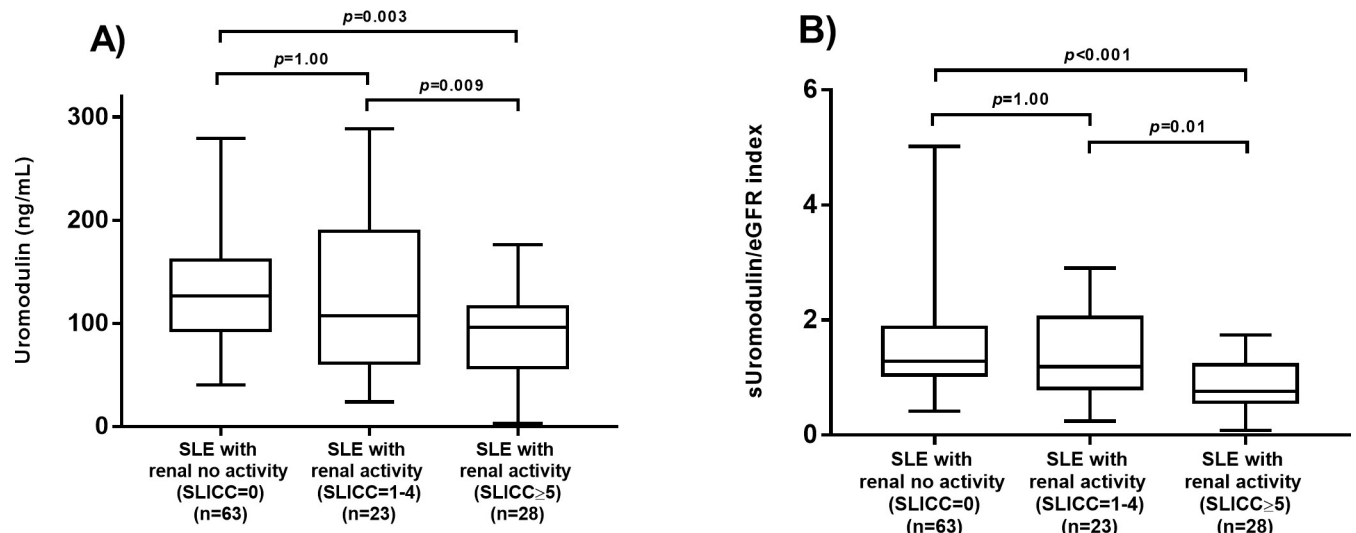 A)
p=0.003
p=1.00
p=0.009
Uromodulin (ng/mL)
300
200
100
0
SLE with
renal no activity
(SLICC=0)
(n=63)
SLE with
renal activity
(SLICC=1-4)
(n=23)
SLE with
renal activity
(SLICC≥5)
(n=28)
B)
p<0.001
p=1.00
p=0.01
sUromodulin/eGFR index
6
4
2
0
SLE with
renal no activity
(SLICC=0)
(n=63)
SLE with
renal activity
(SLICC=1-4)
(n=23)
SLE with
renal activity
(SLICC≥5)
(n=28)